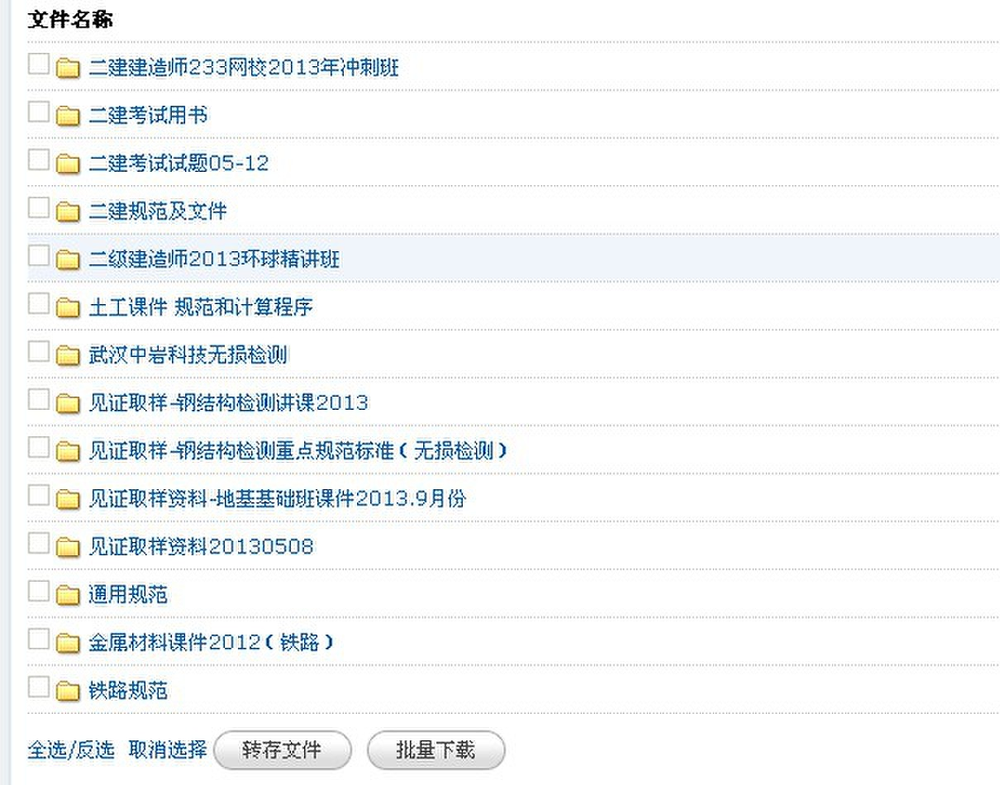 文件名称
二建建造师233网校2013年冲刺班
二建考试用书
二建考试试题05-12
二建规范及文件
二级建造师2013环球精讲班
土工课件 规范和计算程序
武汉中岩科技无损检测
见证取样-钢结构检测讲课2013
见证取样-钢结构检测重点规范标准（无损检测）
见证取样资料-地基基础班课件2013.9月份
见证取样资料20130508
通用规范
金属材料课件2012（铁路）
铁路规范
全选/反选 取消选择 转存文件 批量下载